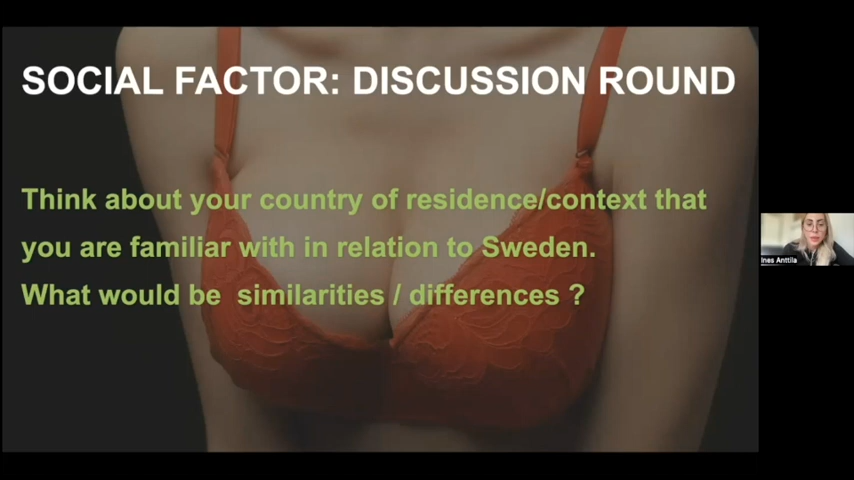 SOCIAL FACTOR: DISCUSSION ROUND
Think about your country of residence/context that
you are familiar with in relation to Sweden.
What would be similarities / differences ?
Ines Anttila